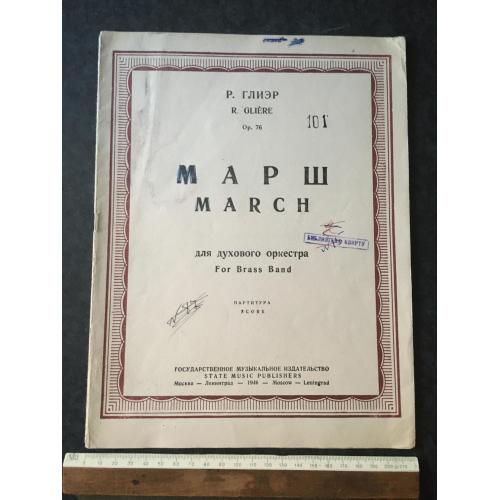 Р. ГЛИЭР
R. GLIÈRE
Op. 76
101
МАРШ
MARCH
БИБЛИОТЕКА
для духового оркестра
For Brass Band
ПАРТИТУРА
SCORE
ГОСУДАРСТВЕННОЕ МУЗЫКАЛЬНОЕ ИЗДАТЕЛЬСТВО
STATE MUSIC PUBLISHERS
Москва — Ленинград — 1946 — Moscow — Leningrad